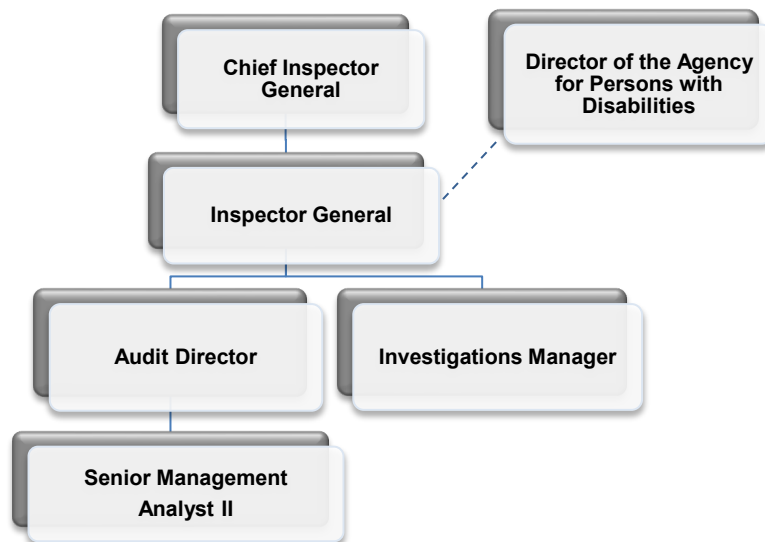 Chief Inspector
General
Director of the Agency
for Persons with
Disabilities
Inspector General
Audit Director
Investigations Manager
Senior Management
Analyst II